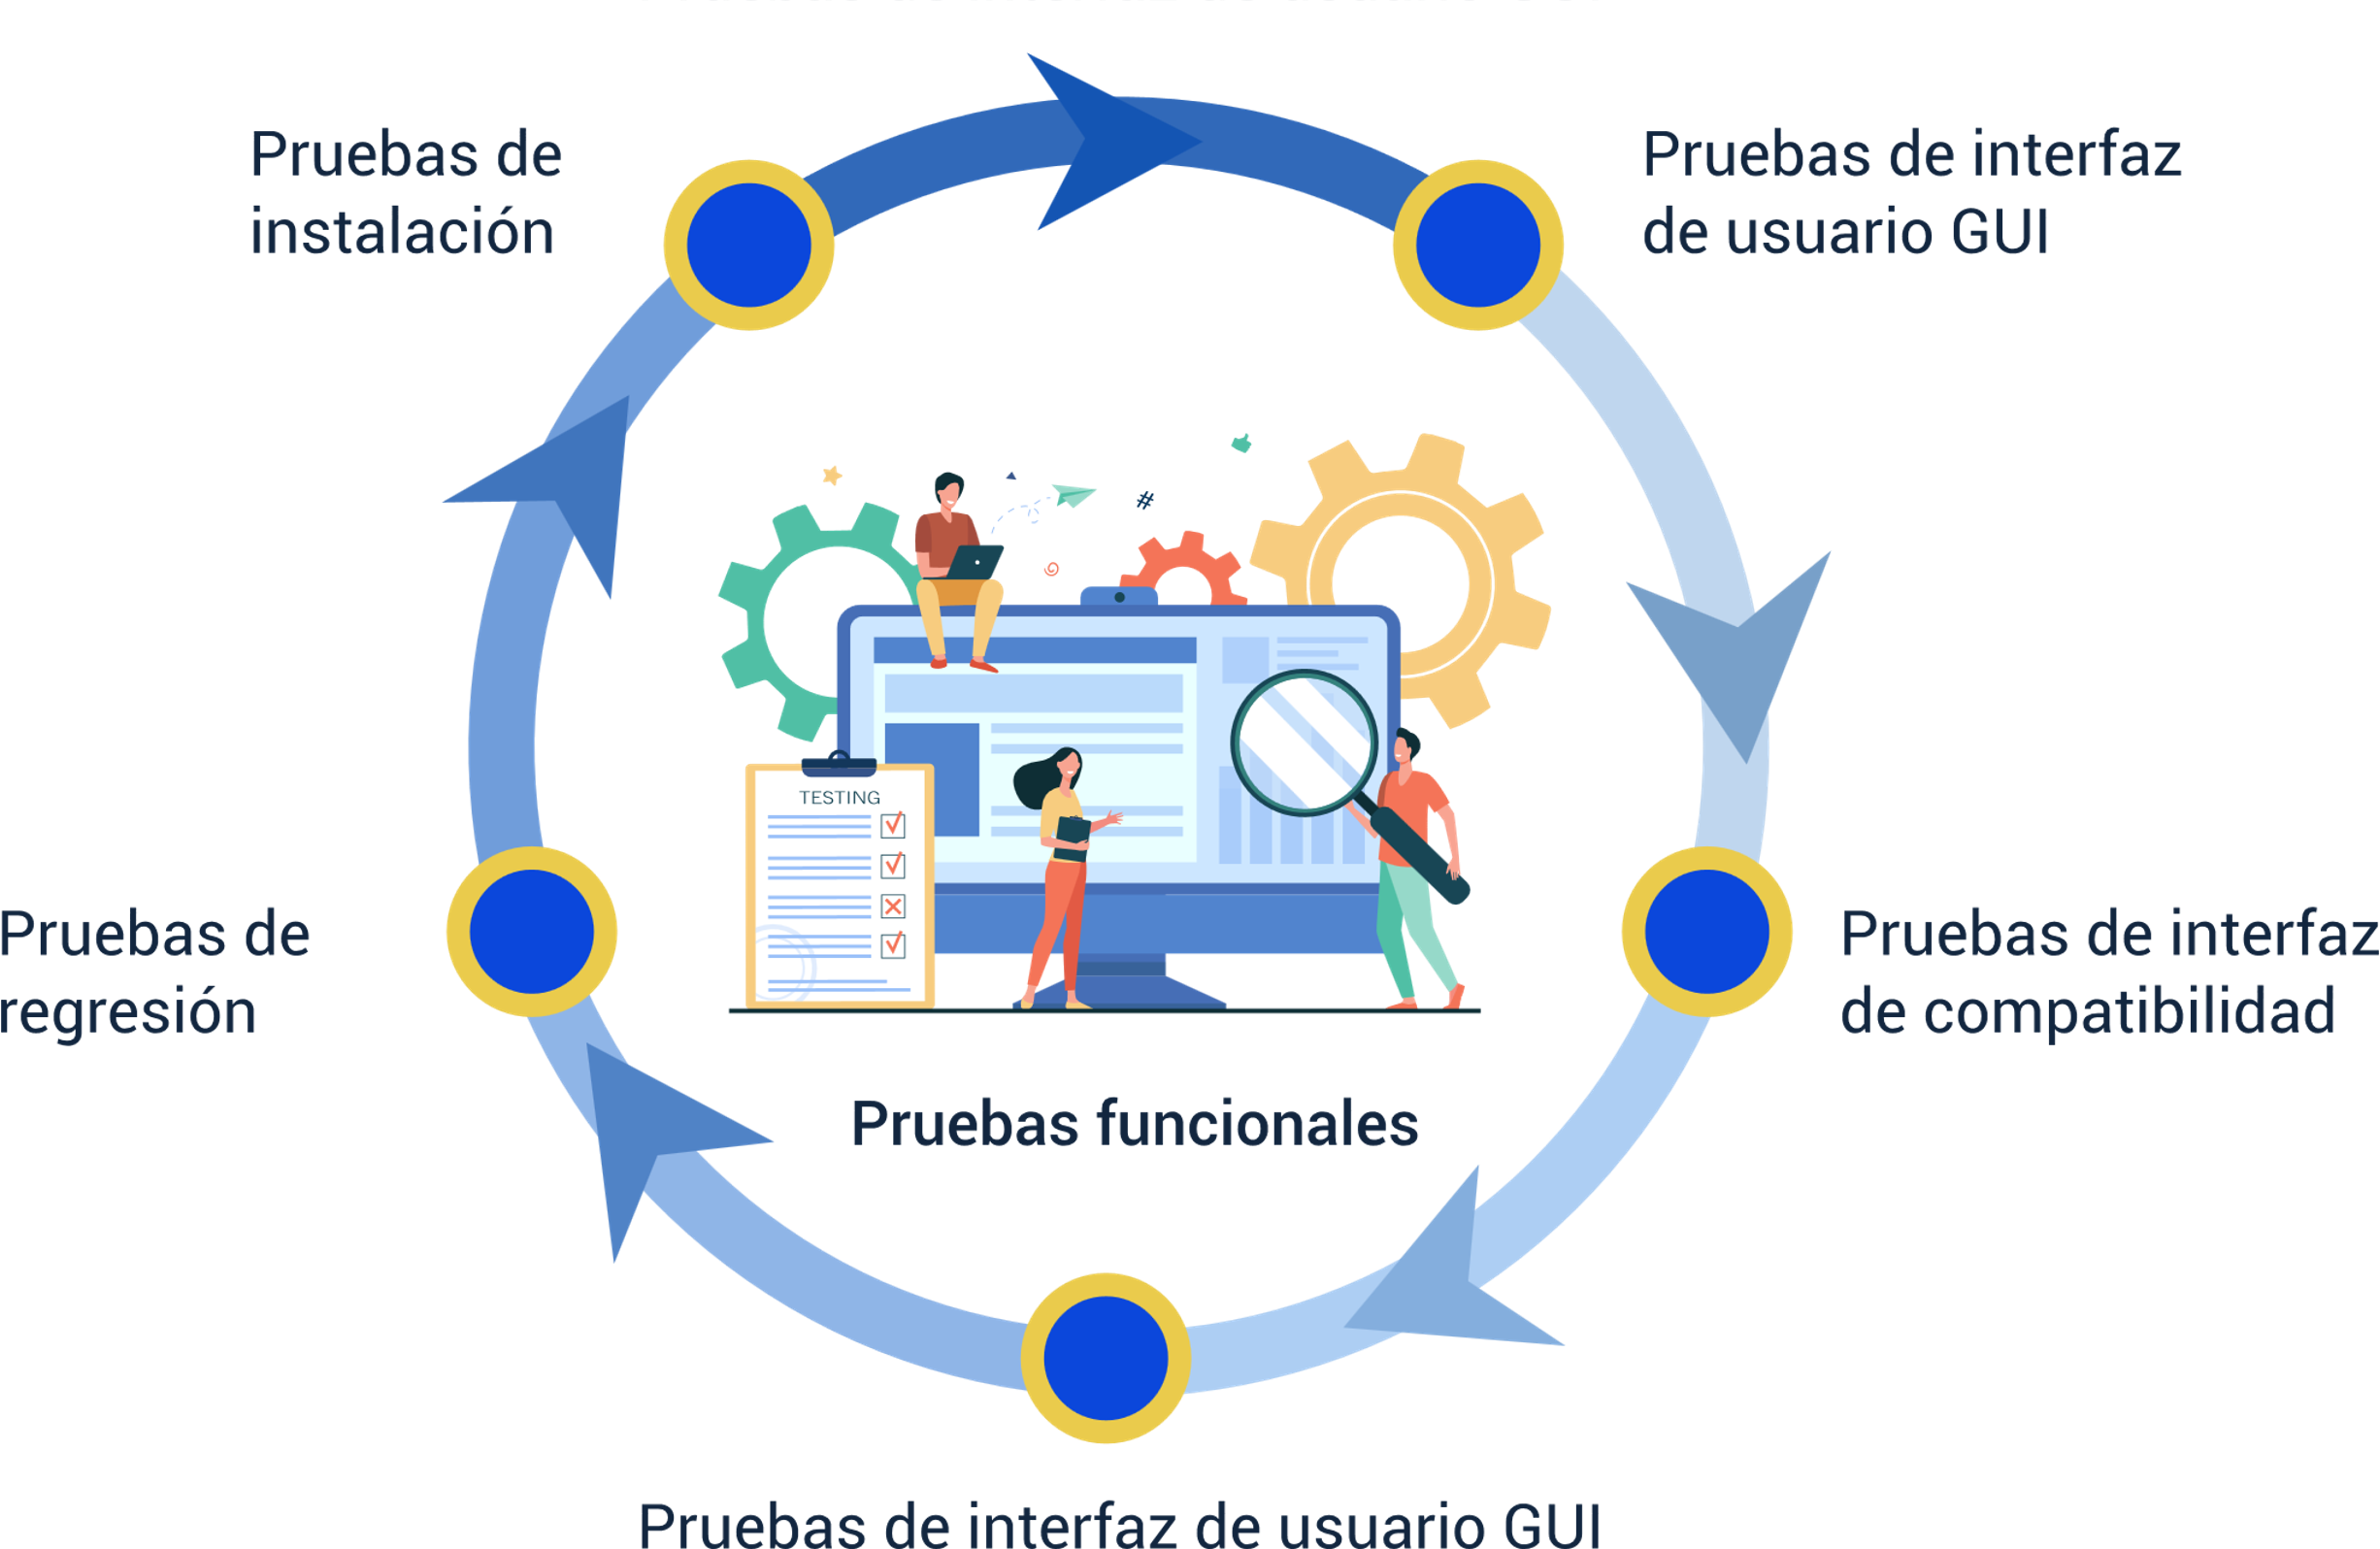 Pruebas de
instalación
Pruebas de interfaz
de usuario GUI
#
TESTING
Pruebas de
regresión
Pruebas de interfaz
de compatibilidad
Pruebas funcionales
Pruebas de interfaz de usuario GUI